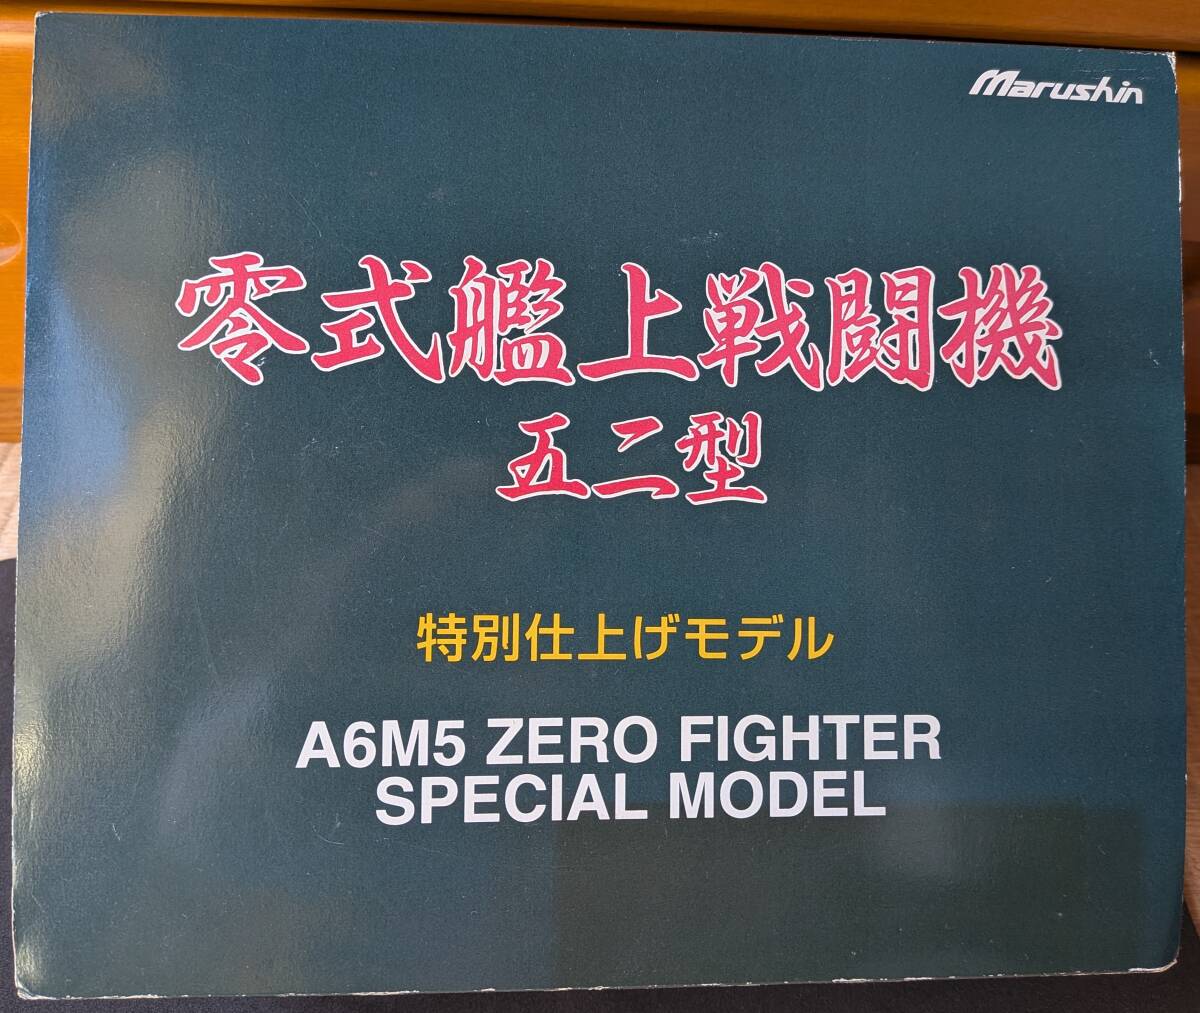 Marushin
零式艦上戦闘機
五二型
特別仕上げモデル
A6M5 ZERO FIGHTER
SPECIAL MODEL